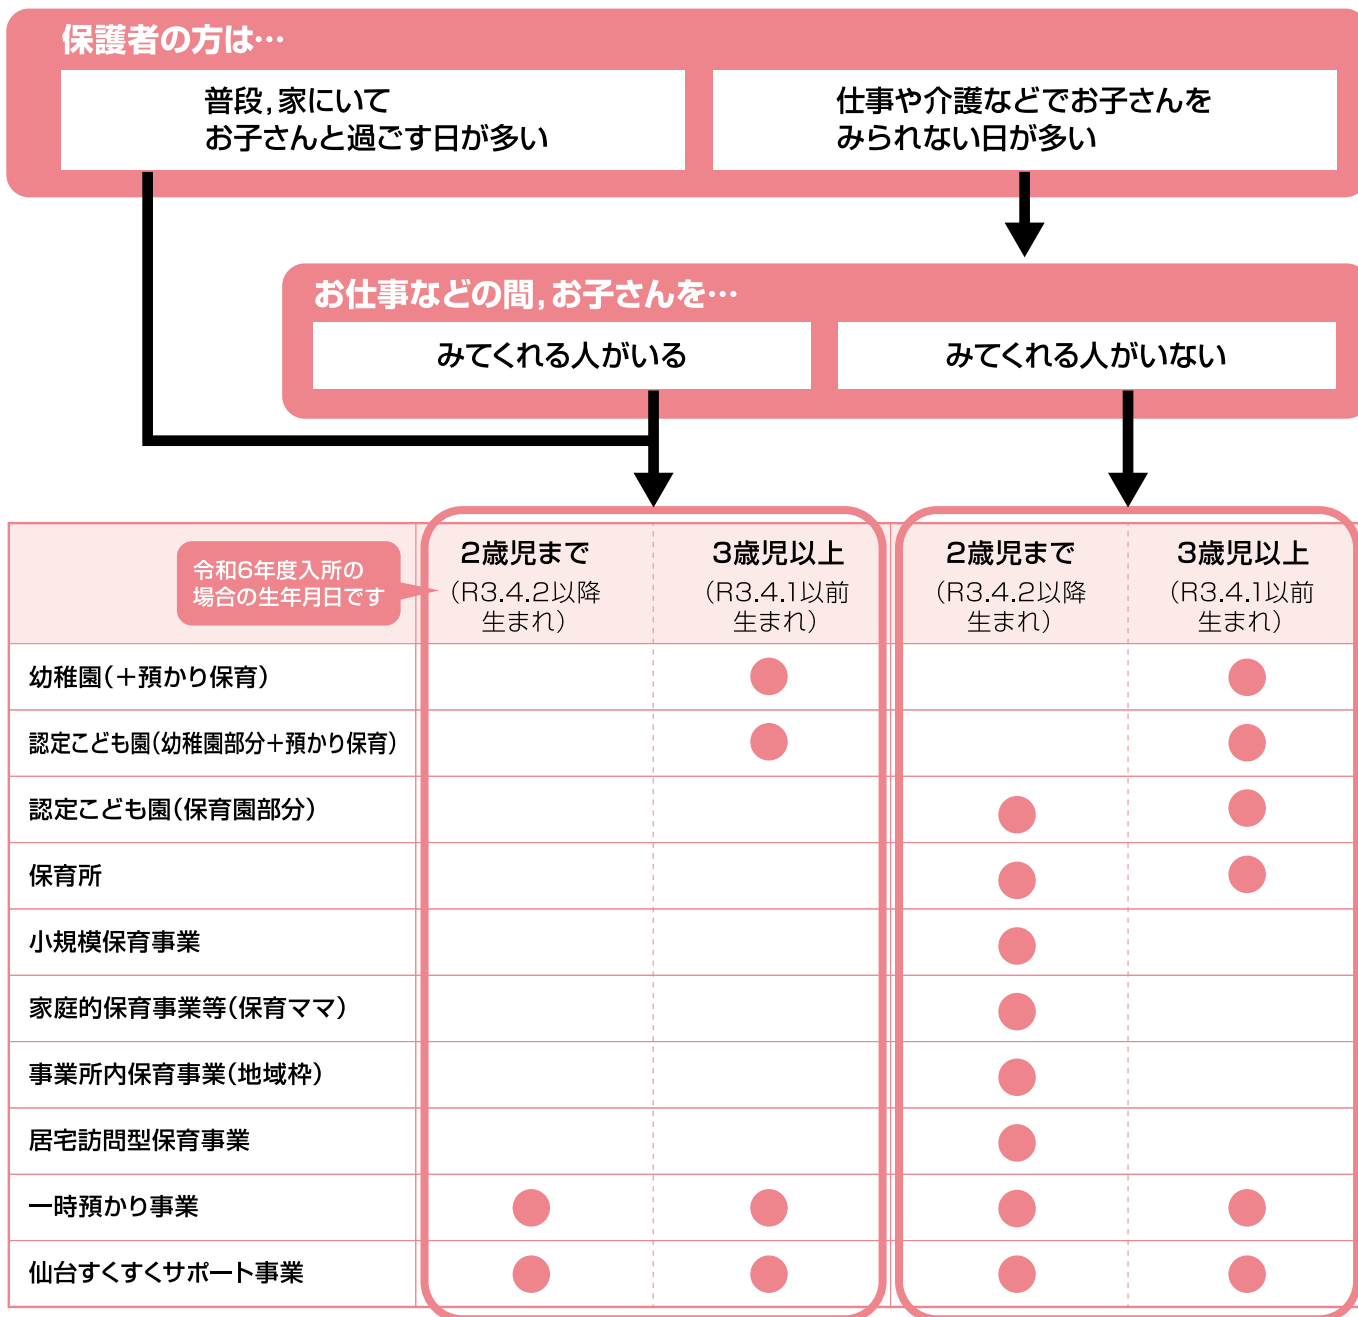 保護者の方は…
普段，家にいて
お子さんと過ごす日が多い
仕事や介護などでお子さんを
みられない日が多い
お仕事などの間，お子さんを…
みてくれる人がいる
みてくれる人がいない
令和6年度入所の
場合の生年月日です
2歳児まで
（R3.4.2以降
生まれ）
3歳児以上
（R3.4.1以前
生まれ）
2歳児まで
（R3.4.2以降
生まれ）
3歳児以上
（R3.4.1以前
生まれ）
幼稚園（＋預かり保育）
認定こども園（幼稚園部分＋預かり保育）
認定こども園（保育園部分）
保育所
小規模保育事業
家庭的保育事業等（保育ママ）
事業所内保育事業（地域枠）
居宅訪問型保育事業
一時預かり事業
仙台すくすくサポート事業